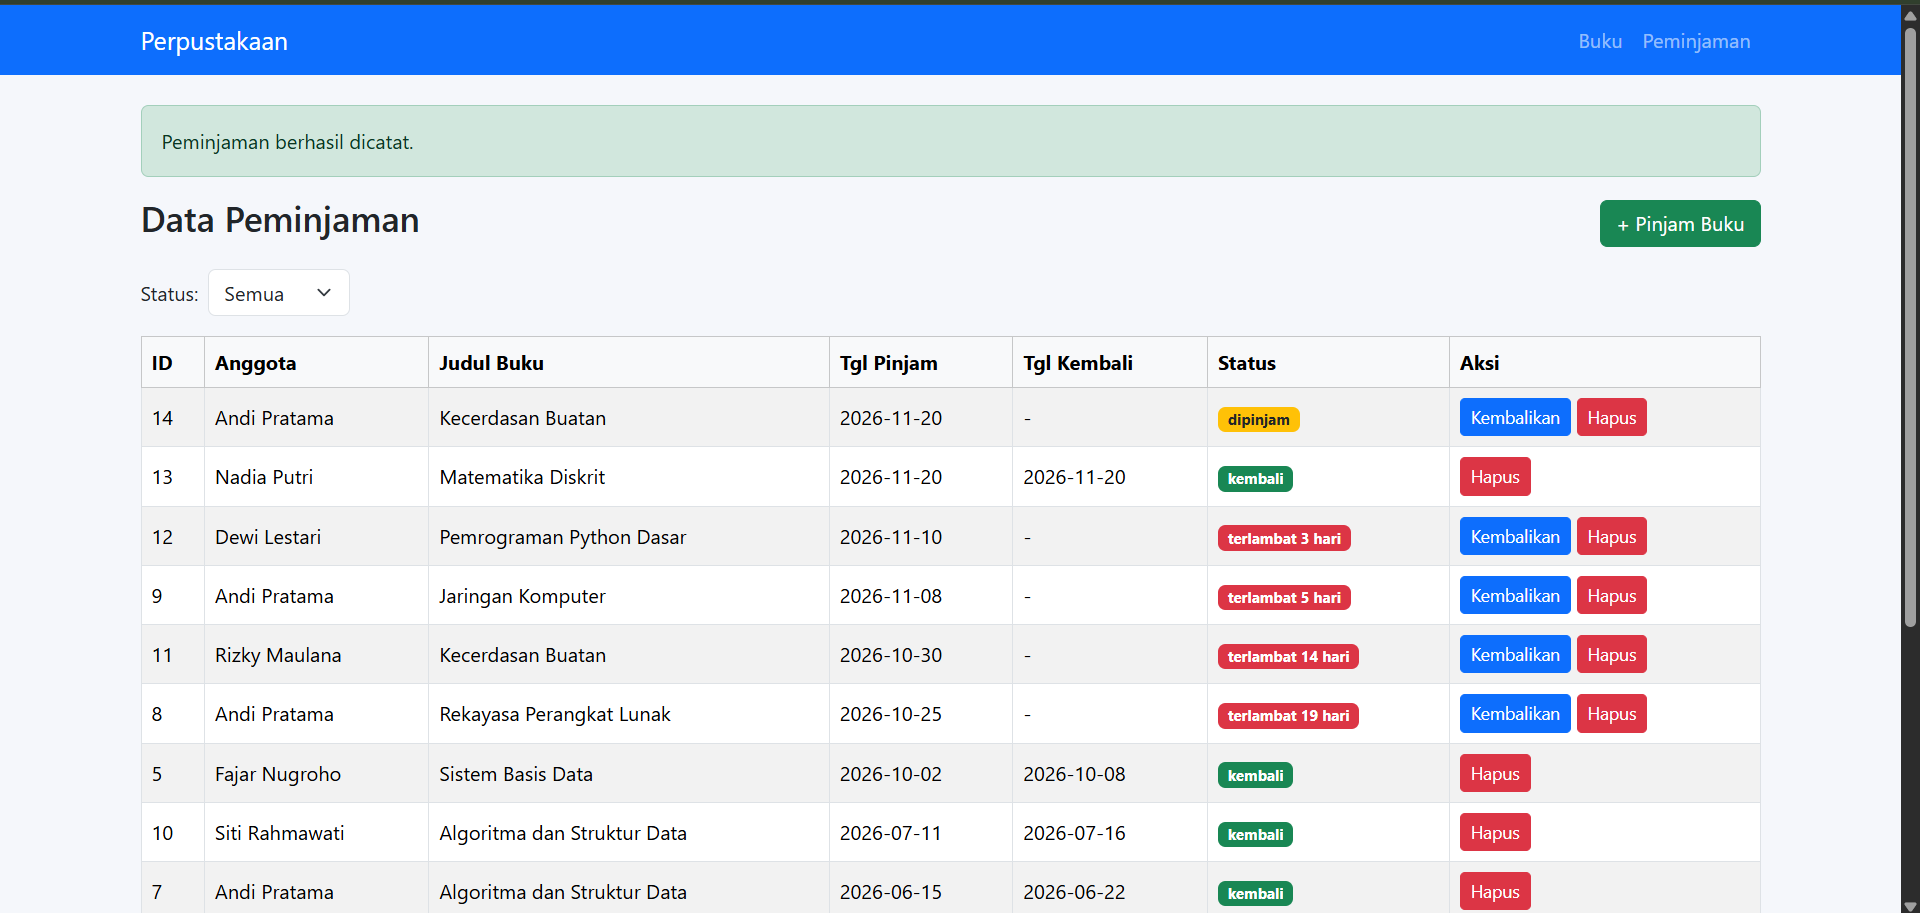 Perpustakaan Buku Peminjaman
Peminjaman berhasil dicatat.
Data Peminjaman + Pinjam Buku
Status: Semua
ID Anggota Judul Buku Tgl Pinjam Tgl Kembali Status Aksi
14 Andi Pratama Kecerdasan Buatan 2026-11-20 - dipinjam Kembalikan Hapus
13 Nadia Putri Matematika Diskrit 2026-11-20 2026-11-20 kembali Hapus
12 Dewi Lestari Pemrograman Python Dasar 2026-11-10 - terlambat 3 hari Kembalikan Hapus
9 Andi Pratama Jaringan Komputer 2026-11-08 - terlambat 5 hari Kembalikan Hapus
11 Rizky Maulana Kecerdasan Buatan 2026-10-30 - terlambat 14 hari Kembalikan Hapus
8 Andi Pratama Rekayasa Perangkat Lunak 2026-10-25 - terlambat 19 hari Kembalikan Hapus
5 Fajar Nugroho Sistem Basis Data 2026-10-02 2026-10-08 kembali Hapus
10 Siti Rahmawati Algoritma dan Struktur Data 2026-07-11 2026-07-16 kembali Hapus
7 Andi Pratama Algoritma dan Struktur Data 2026-06-15 2026-06-22 kembali Hapus